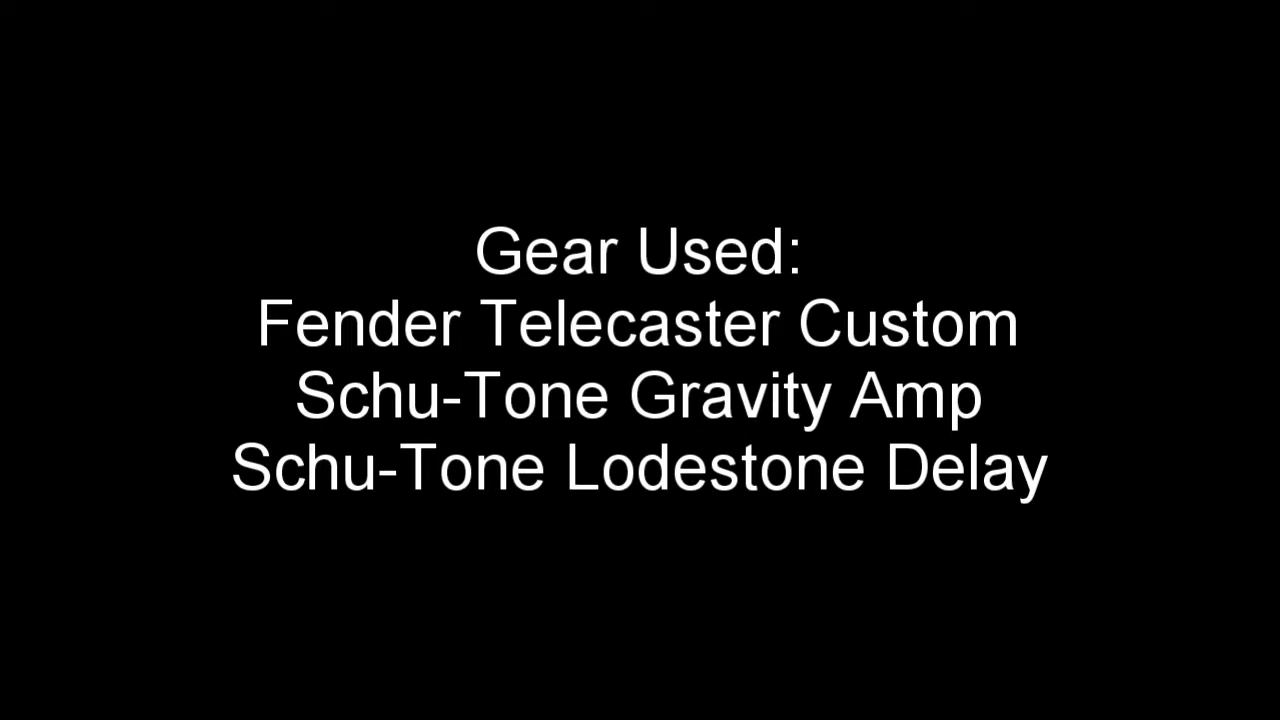 Gear Used:
Fender Telecaster Custom
Schu-Tone Gravity Amp
Schu-Tone Lodestone Delay